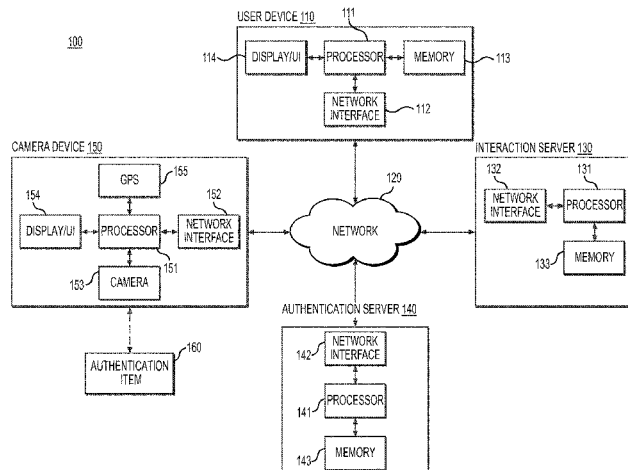 100
USER DEVICE 110
111
114
DISPLAY/UI
PROCESSOR
MEMORY
113
NETWORK
INTERFACE
112
CAMERA DEVICE 150
GPS
155
154
152
DISPLAY/UI
PROCESSOR
NETWORK
INTERFACE
151
153
CAMERA
AUTHENTICATION
ITEM
160
120
NETWORK
INTERACTION SERVER 130
132
131
NETWORK
INTERFACE
PROCESSOR
133
MEMORY
AUTHENTICATION SERVER 140
142
NETWORK
INTERFACE
141
PROCESSOR
143
MEMORY